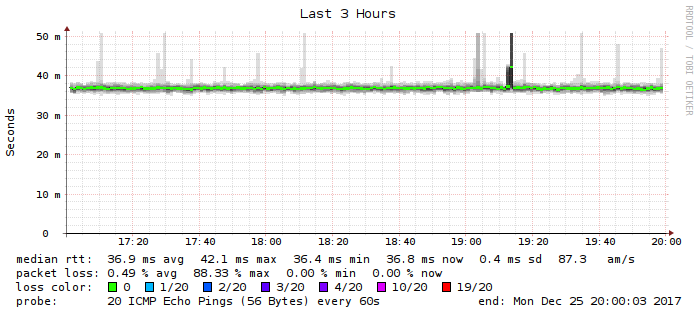 Last 3 Hours
RRDTOOL / TOBI OETIKER
Seconds
50 m
40 m
30 m
20 m
10 m
0
17:20 17:40 18:00 18:20 18:40 19:00 19:20 19:40 20:00
median rtt: 36.9 ms avg 42.1 ms max 36.4 ms min 36.8 ms now 0.4 ms sd 87.3 am/s
packet loss: 0.49 % avg 88.33 % max 0.00 % min 0.00 % now
loss color: 0 1/20 2/20 3/20 4/20 10/20 19/20
probe: 20 ICMP Echo Pings (56 Bytes) every 60s end: Mon Dec 25 20:00:03 2017